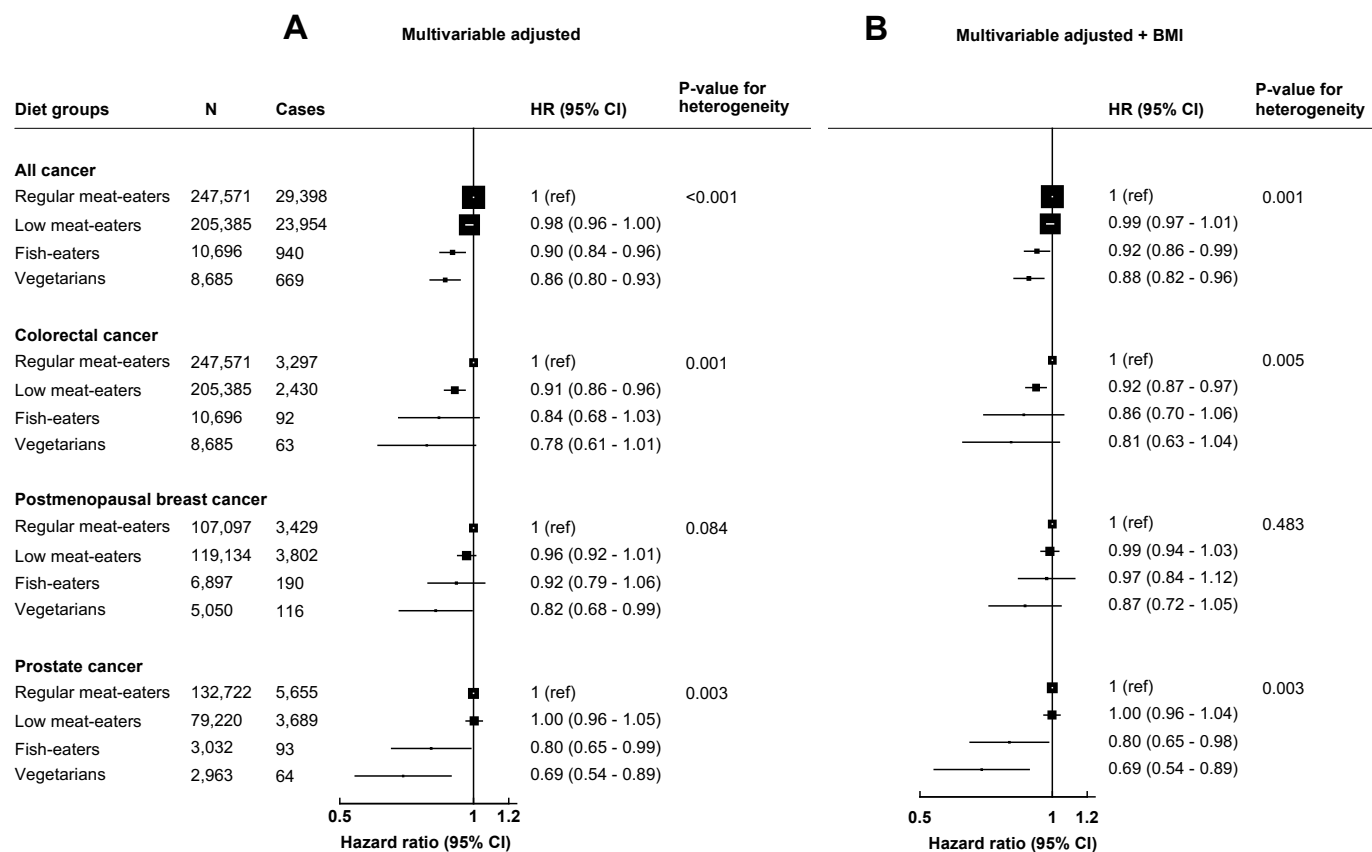 A Multivariable adjusted B Multivariable adjusted + BMI
Diet groups N Cases HR (95% CI) P-value for heterogeneity HR (95% CI) P-value for heterogeneity
All cancer
Regular meat-eaters 247,571 29,398 1 (ref) <0.001 1 (ref) 0.001
Low meat-eaters 205,385 23,954 0.98 (0.96 - 1.00) 0.99 (0.97 - 1.01)
Fish-eaters 10,696 940 0.90 (0.84 - 0.96) 0.92 (0.86 - 0.99)
Vegetarians 8,685 669 0.86 (0.80 - 0.93) 0.88 (0.82 - 0.96)
Colorectal cancer
Regular meat-eaters 247,571 3,297 1 (ref) 0.001 1 (ref) 0.005
Low meat-eaters 205,385 2,430 0.91 (0.86 - 0.96) 0.92 (0.87 - 0.97)
Fish-eaters 10,696 92 0.84 (0.68 - 1.03) 0.86 (0.70 - 1.06)
Vegetarians 8,685 63 0.78 (0.61 - 1.01) 0.81 (0.63 - 1.04)
Postmenopausal breast cancer
Regular meat-eaters 107,097 3,429 1 (ref) 0.084 1 (ref) 0.483
Low meat-eaters 119,134 3,802 0.96 (0.92 - 1.01) 0.99 (0.94 - 1.03)
Fish-eaters 6,897 190 0.92 (0.79 - 1.06) 0.97 (0.84 - 1.12)
Vegetarians 5,050 116 0.82 (0.68 - 0.99) 0.87 (0.72 - 1.05)
Prostate cancer
Regular meat-eaters 132,722 5,655 1 (ref) 0.003 1 (ref) 0.003
Low meat-eaters 79,220 3,689 1.00 (0.96 - 1.05) 1.00 (0.96 - 1.04)
Fish-eaters 3,032 93 0.80 (0.65 - 0.99) 0.80 (0.65 - 0.98)
Vegetarians 2,963 64 0.69 (0.54 - 0.89) 0.69 (0.54 - 0.89)
0.5 1 1.2 0.5 1 1.2
Hazard ratio (95% CI) Hazard ratio (95% CI)